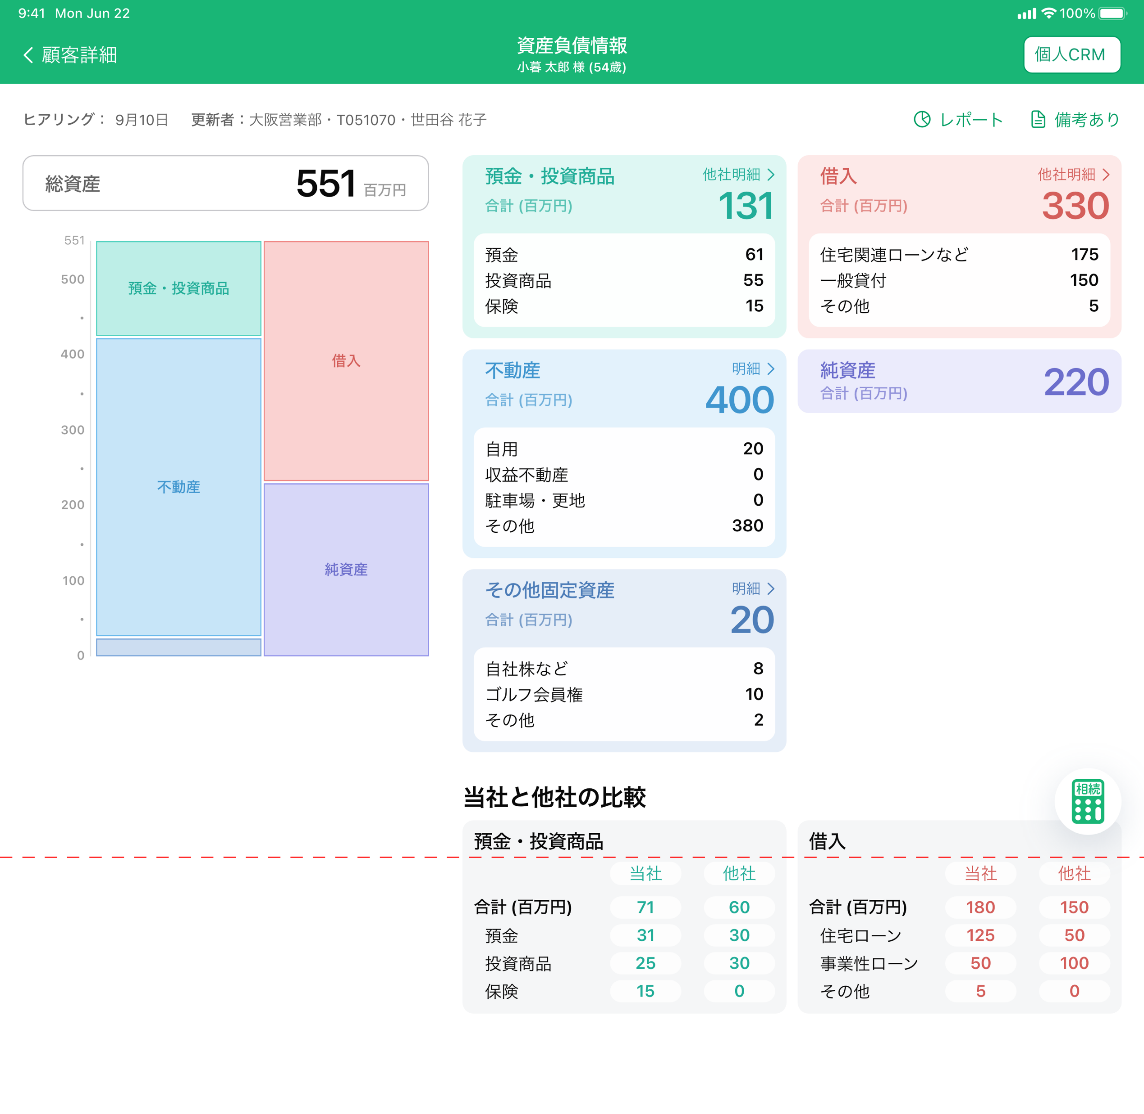 9:41 Mon Jun 22
100%
顧客詳細
資産負債情報
小暮 太郎 様 (54歳)
個人CRM
ヒアリング： 9月10日 更新者：大阪営業部・T051070・世田谷 花子
レポート
備考あり
総資産 551 百万円
551
500
400
300
200
100
0
預金・投資商品
不動産
借入
純資産
預金・投資商品 他社明細
合計 (百万円) 131
預金 61
投資商品 55
保険 15
借入 他社明細
合計 (百万円) 330
住宅関連ローンなど 175
一般貸付 150
その他 5
不動産 明細
合計 (百万円) 400
自用 20
収益不動産 0
駐車場・更地 0
その他 380
純資産
合計 (百万円) 220
その他固定資産 明細
合計 (百万円) 20
自社株など 8
ゴルフ会員権 10
その他 2
相続
当社と他社の比較
預金・投資商品
当社 他社
合計 (百万円) 71 60
預金 31 30
投資商品 25 30
保険 15 0
借入
当社 他社
合計 (百万円) 180 150
住宅ローン 125 50
事業性ローン 50 100
その他 5 0